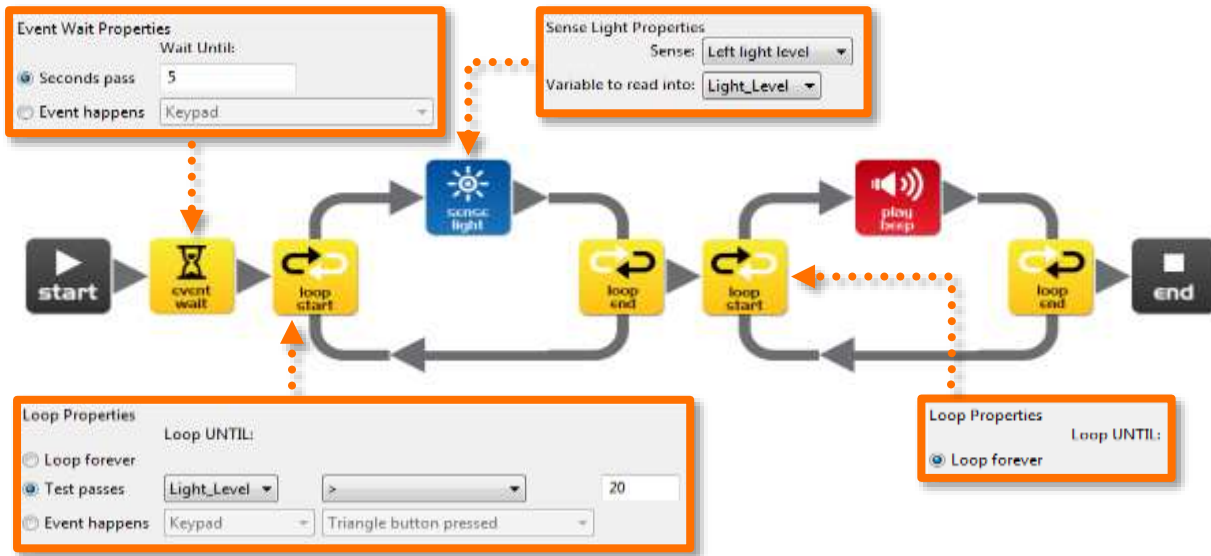 Event Wait Properties
Wait Until:
Seconds pass 5
Event happens Keypad
Sense Light Properties
Sense: Left light level
Variable to read into: Light_Level
sense
light
play
beep
start
event
wait
loop
start
loop
end
loop
start
loop
end
end
Loop Properties
Loop UNTIL:
Loop forever
Test passes Light_Level > 20
Event happens Keypad Triangle button pressed
Loop Properties
Loop UNTIL:
Loop forever